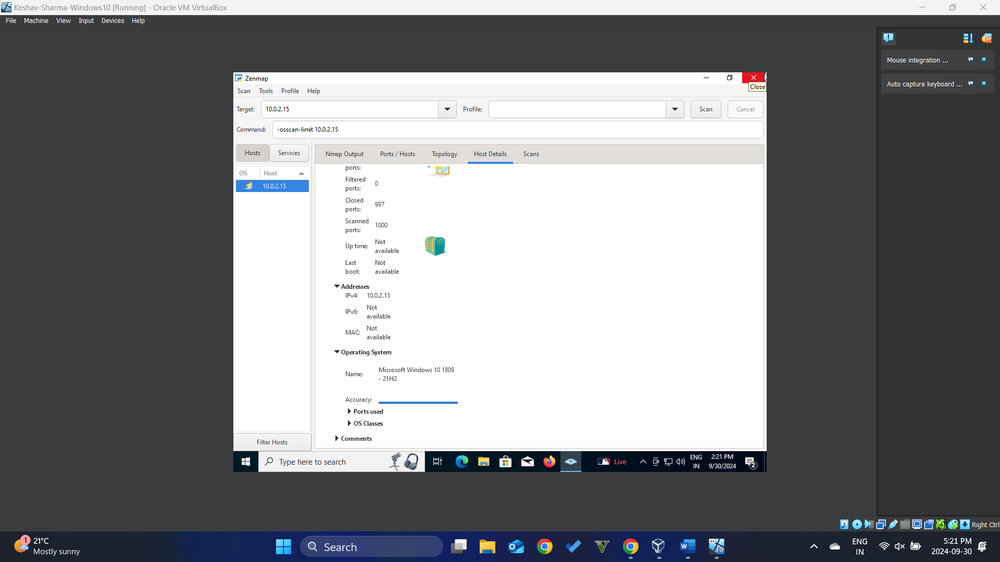 Keshav-Sharma-Windows10 [Running] - Oracle VM VirtualBox
File Machine View Input Devices Help
Mouse integration ...
Auto capture keyboard ...
Zenmap
Close
Scan Tools Profile Help
Target: 10.0.2.15 Profile: Scan Cancel
Command: -osscan-limit 10.0.2.15
Hosts Services
Nmap Output Ports / Hosts Topology Host Details Scans
OS Host
10.0.2.15
ports:
Filtered
ports: 0
Closed
ports: 997
Scanned
ports: 1000
Up time: Not
available
Last Not
boot: available
Addresses
IPv4: 10.0.2.15
IPv6: Not
available
MAC: Not
available
Operating System
Name: Microsoft Windows 10 1809
- 21H2
Accuracy:
Ports used
OS Classes
Comments
Filter Hosts
Type here to search
Live
ENG
IN
2:21 PM
9/30/2024
2
Right Ctrl
1
21°C
Mostly sunny
Search
ENG
IN
5:21 PM
2024-09-30